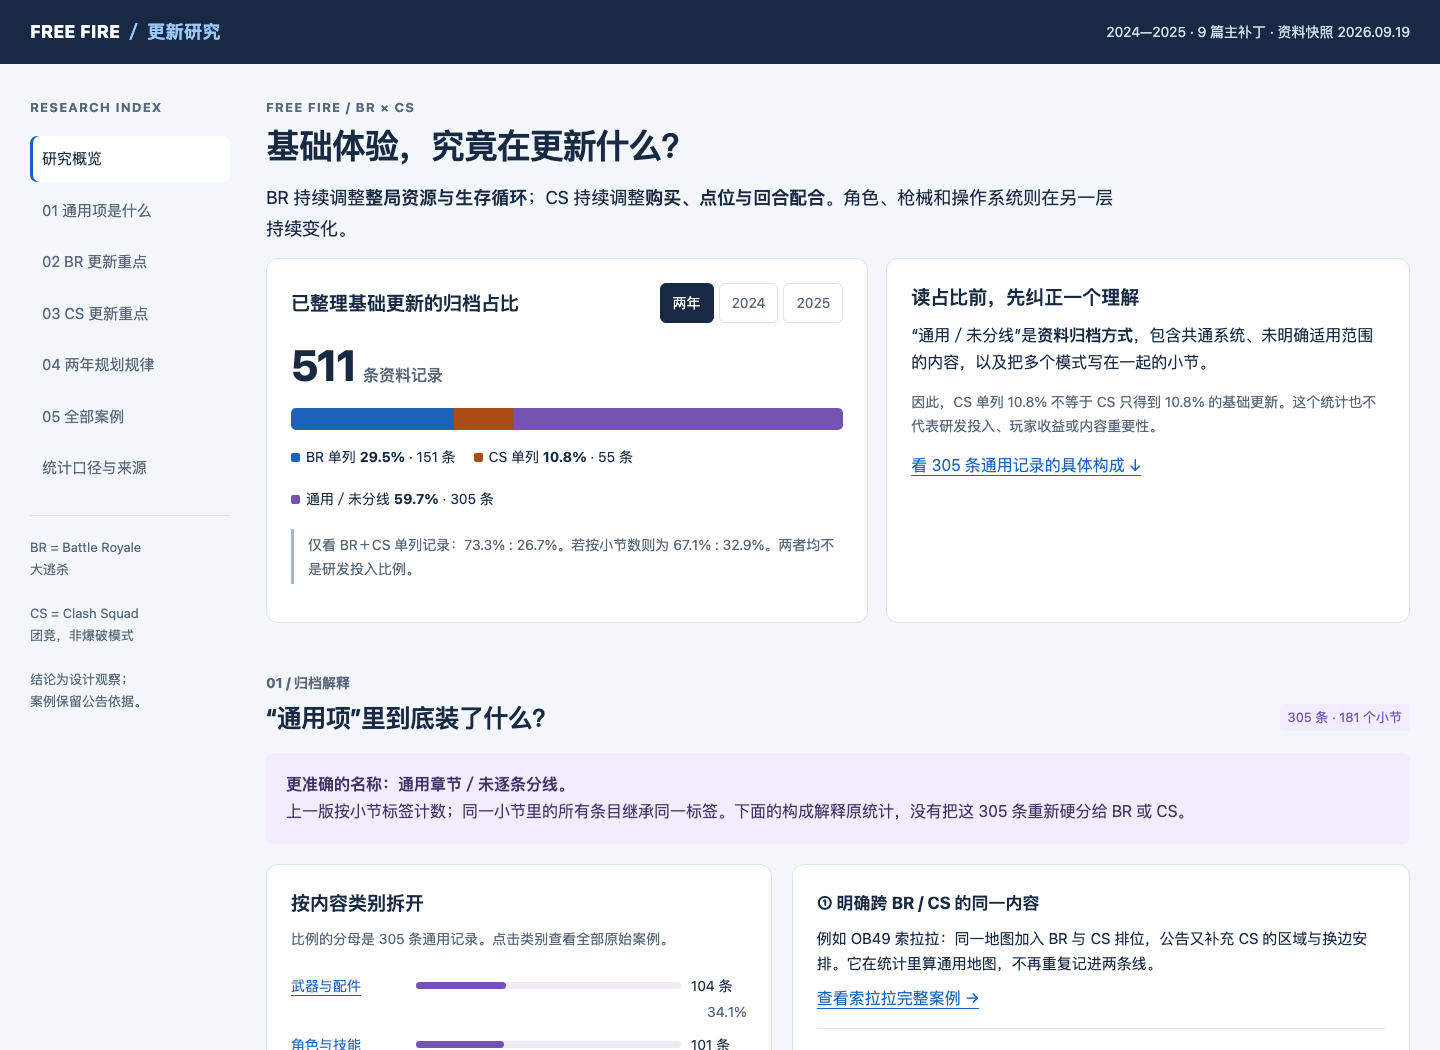 FREE FIRE / 更新研究
2024—2025 · 9 篇主补丁 · 资料快照 2026.09.19
RESEARCH INDEX
研究概览
01 通用项是什么
02 BR 更新重点
03 CS 更新重点
04 两年规划规律
05 全部案例
统计口径与来源
BR = Battle Royale
大逃杀
CS = Clash Squad
团竞，非爆破模式
结论为设计观察；
案例保留公告依据。
FREE FIRE / BR × CS
基础体验，究竟在更新什么?
BR 持续调整整局资源与生存循环；CS 持续调整购买、点位与回合配合。角色、枪械和操作系统则在另一层
持续变化。
已整理基础更新的归档占比
两年
2024
2025
511 条资料记录
BR 单列 29.5% · 151 条
CS 单列 10.8% · 55 条
通用 / 未分线 59.7% · 305 条
仅看 BR＋CS 单列记录：73.3% : 26.7%。若按小节数则为 67.1% : 32.9%。两者均不
是研发投入比例。
读占比前，先纠正一个理解
“通用 / 未分线”是资料归档方式，包含共通系统、未明确适用范围
的内容，以及把多个模式写在一起的小节。
因此，CS 单列 10.8% 不等于 CS 只得到 10.8% 的基础更新。这个统计也不
代表研发投入、玩家收益或内容重要性。
看 305 条通用记录的具体构成 ↓
01 / 归档解释
“通用项”里到底装了什么?
305 条 · 181 个小节
更准确的名称：通用章节 / 未逐条分线。
上一版按小节标签计数；同一小节里的所有条目继承同一标签。下面的构成解释原统计，没有把这 305 条重新硬分给 BR 或 CS。
按内容类别拆开
比例的分母是 305 条通用记录。点击类别查看全部原始案例。
武器与配件
104 条
34.1%
角色与技能
101 条
① 明确跨 BR / CS 的同一内容
例如 OB49 索拉拉：同一地图加入 BR 与 CS 排位，公告又补充 CS 的区域与换边安
排。它在统计里算通用地图，不再重复记进两条线。
查看索拉拉完整案例 →